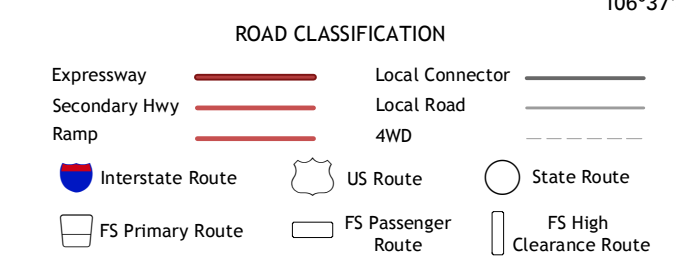 106°37'
ROAD CLASSIFICATION
Expressway
Local Connector
Secondary Hwy
Local Road
Ramp
4WD
Interstate Route
US Route
State Route
FS Primary Route
FS Passenger
Route
FS High
Clearance Route